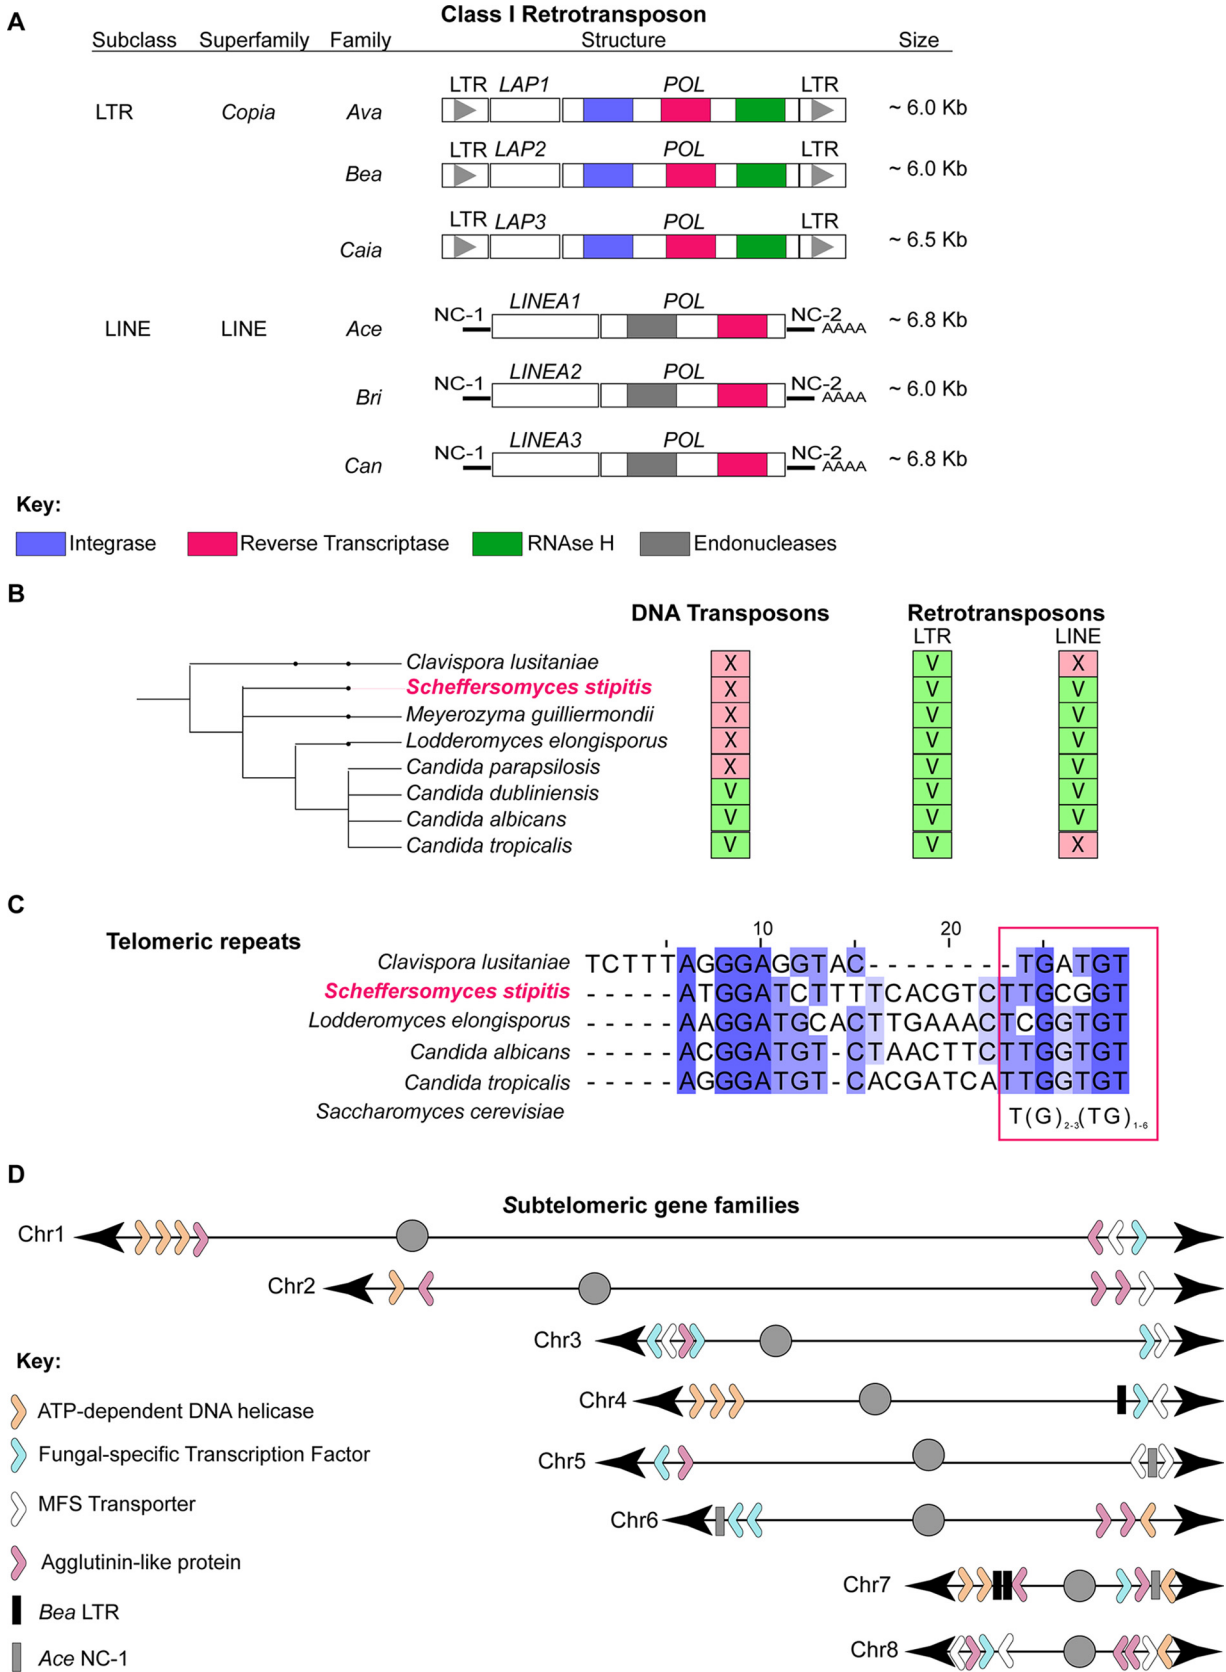 A
Class I Retrotransposon
Subclass Superfamily Family Structure Size
LTR LAP1 POL LTR
LTR Copia Ava ~ 6.0 Kb
LTR LAP2 POL LTR
Bea ~ 6.0 Kb
LTR LAP3 POL LTR
Caia ~ 6.5 Kb
NC-1 LINEA1 POL NC-2
LINE LINE Ace AAAA ~ 6.8 Kb
NC-1 LINEA2 POL NC-2
Bri AAAA ~ 6.0 Kb
NC-1 LINEA3 POL NC-2
Can AAAA ~ 6.8 Kb
Key:
Integrase Reverse Transcriptase RNAse H Endonucleases
B
DNA Transposons Retrotransposons
LTR LINE
Clavispora lusitaniae X V X
Scheffersomyces stipitis X V V
Meyerozyma guilliermondii X V V
Lodderomyces elongisporus X V V
Candida parapsilosis X V V
Candida dubliniensis V V V
Candida albicans V V V
Candida tropicalis V V X
C
Telomeric repeats
10 20
Clavispora lusitaniae TCTTTAGGGAGGTAC--------TGATGT
Scheffersomyces stipitis -----ATGGATCTTTTCACGTCTTGCGGT
Lodderomyces elongisporus -----AAGGATGCACTTGAAACTCGGTGT
Candida albicans -----ACGGATGT-CTAACTTCTTGGTGT
Candida tropicalis -----AGGGATGT-CACGATCATTGGTGT
Saccharomyces cerevisiae T(G)2-3(TG)1-6
D
Subtelomeric gene families
Chr1
Chr2
Chr3
Chr4
Chr5
Chr6
Chr7
Chr8
Key:
ATP-dependent DNA helicase
Fungal-specific Transcription Factor
MFS Transporter
Agglutinin-like protein
Bea LTR
Ace NC-1